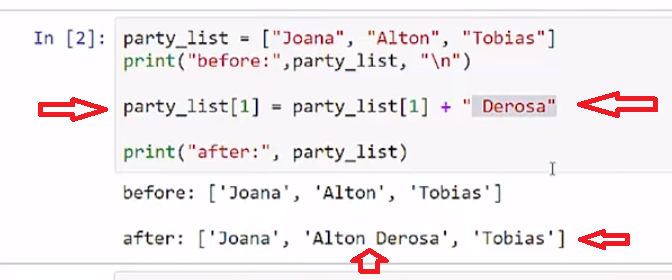 In [2]: party_list = ["Joana", "Alton", "Tobias"]
print("before:",party_list, "\n")
party_list[1] = party_list[1] + " Derosa"
print("after:", party_list)
before: ['Joana', 'Alton', 'Tobias']
after: ['Joana', 'Alton Derosa', 'Tobias']